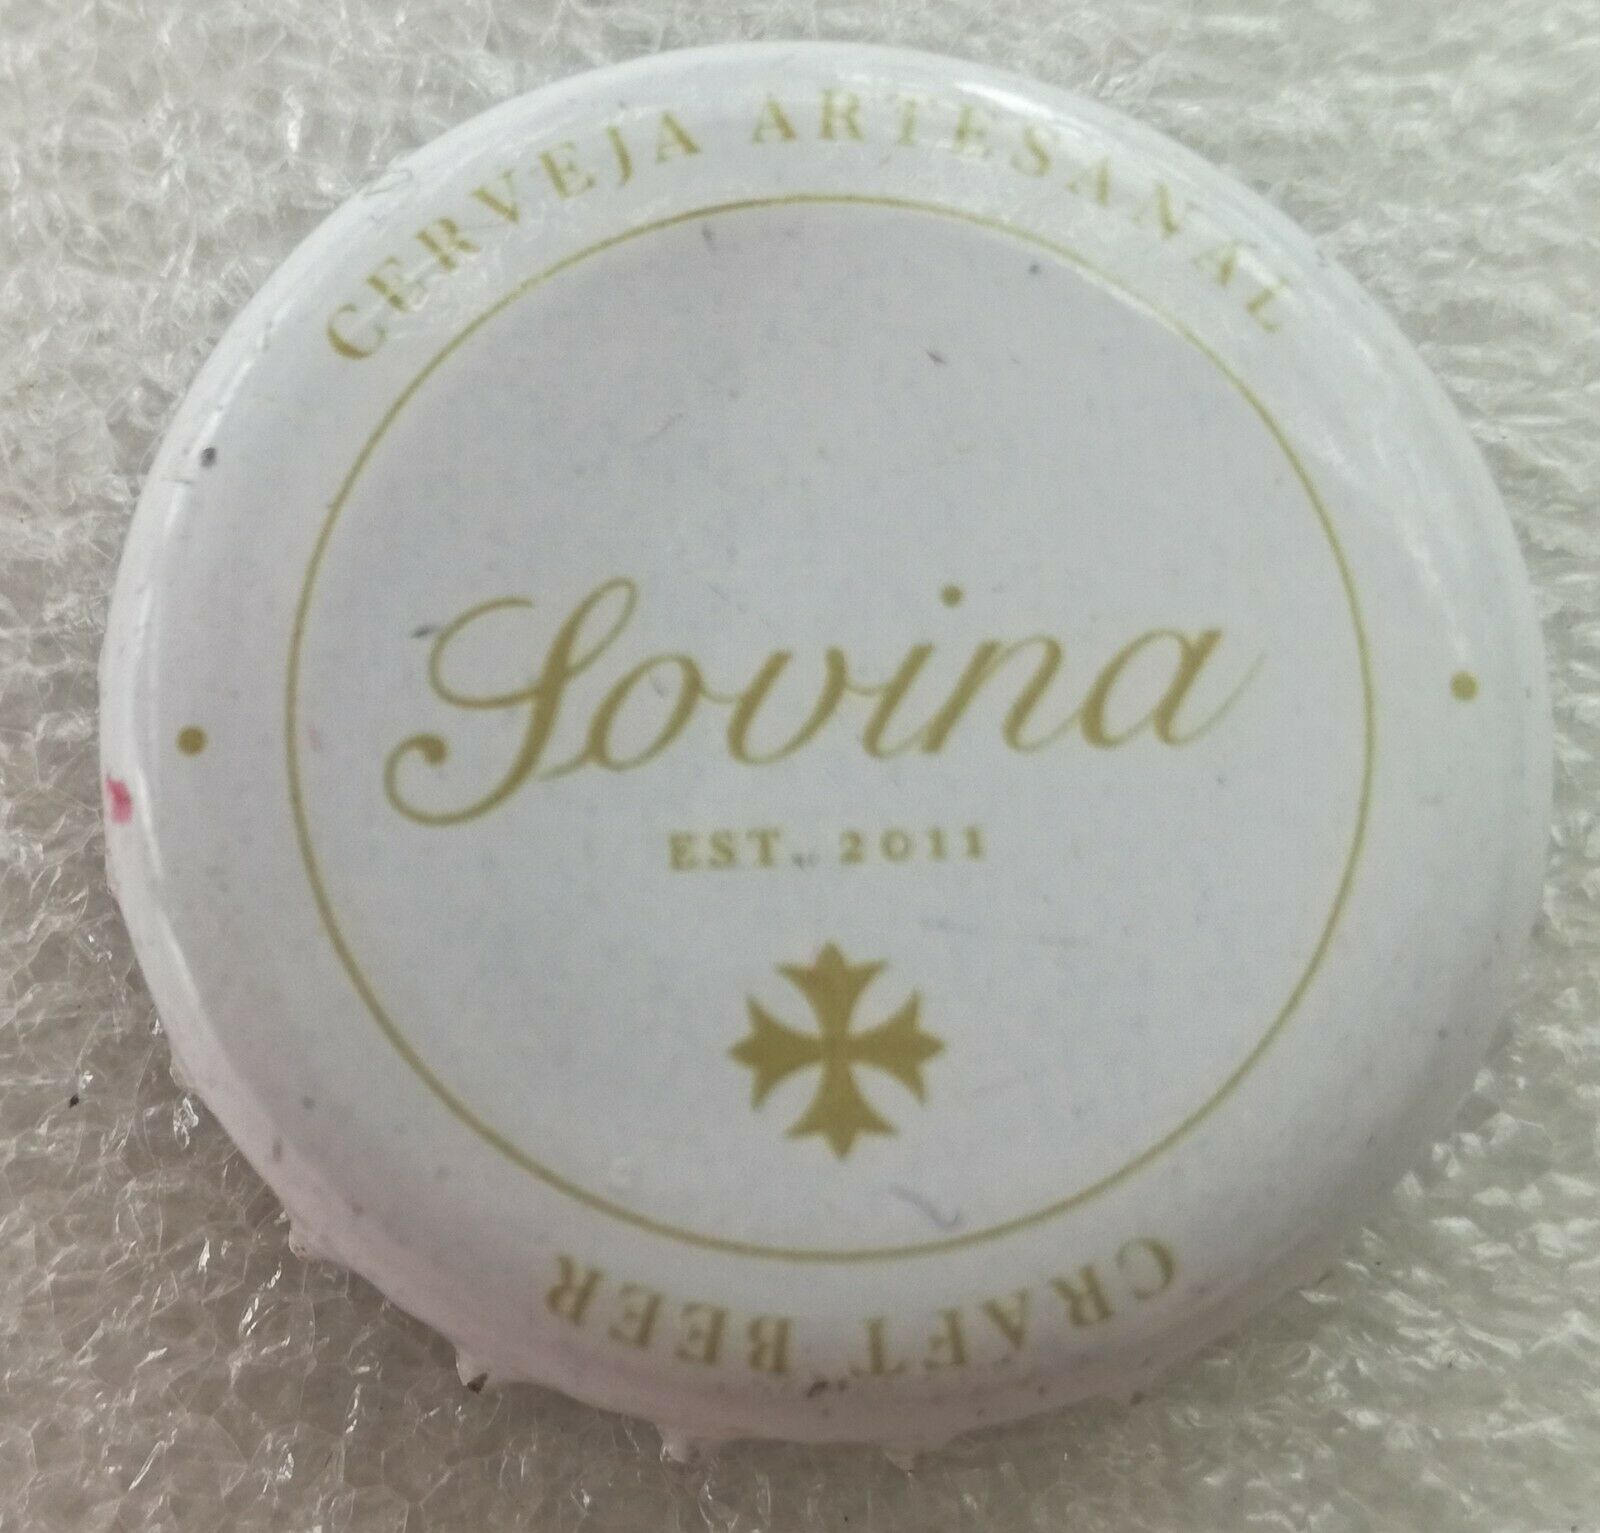 CERVEJA ARTESANAL
Sovina
EST. 2011
CRAFT BEER